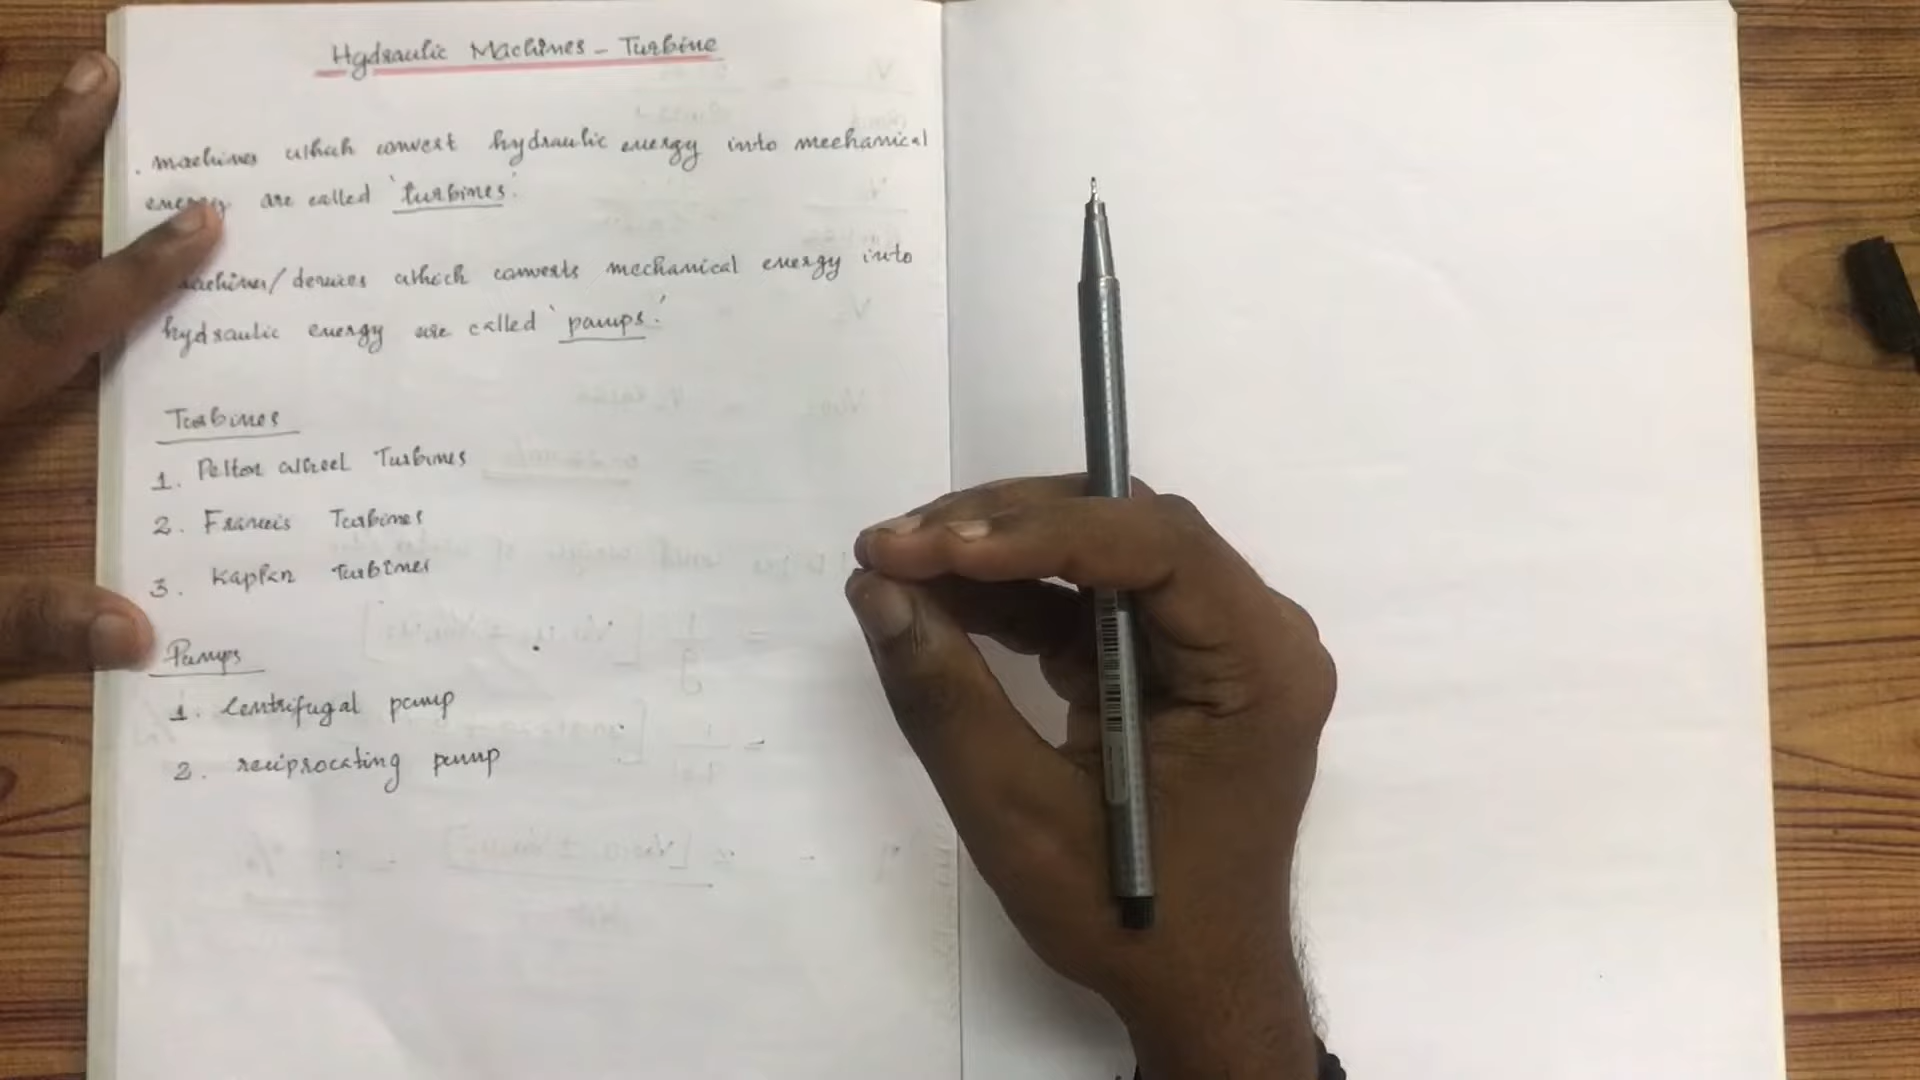 Hydraulic Machines - Turbine
. machines which convert hydraulic energy into mechanical
energy are called 'turbines'.
machines/devices which converts mechanical energy into
hydraulic energy are called 'pumps'.
Turbines
1. Pelton wheel Turbines
2. Francis Turbines
3. Kaplan Turbines
Pumps
1. Centrifugal pump
2. reciprocating pump